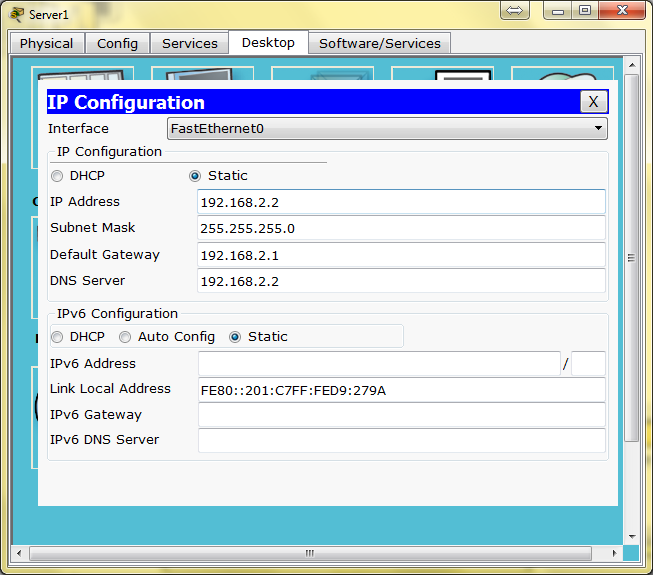 Server1
Physical Config Services Desktop Software/Services
IP Configuration X
Interface FastEthernet0
IP Configuration
DHCP Static
IP Address 192.168.2.2
Subnet Mask 255.255.255.0
Default Gateway 192.168.2.1
DNS Server 192.168.2.2
IPv6 Configuration
DHCP Auto Config Static
IPv6 Address /
Link Local Address FE80::201:C7FF:FED9:279A
IPv6 Gateway
IPv6 DNS Server